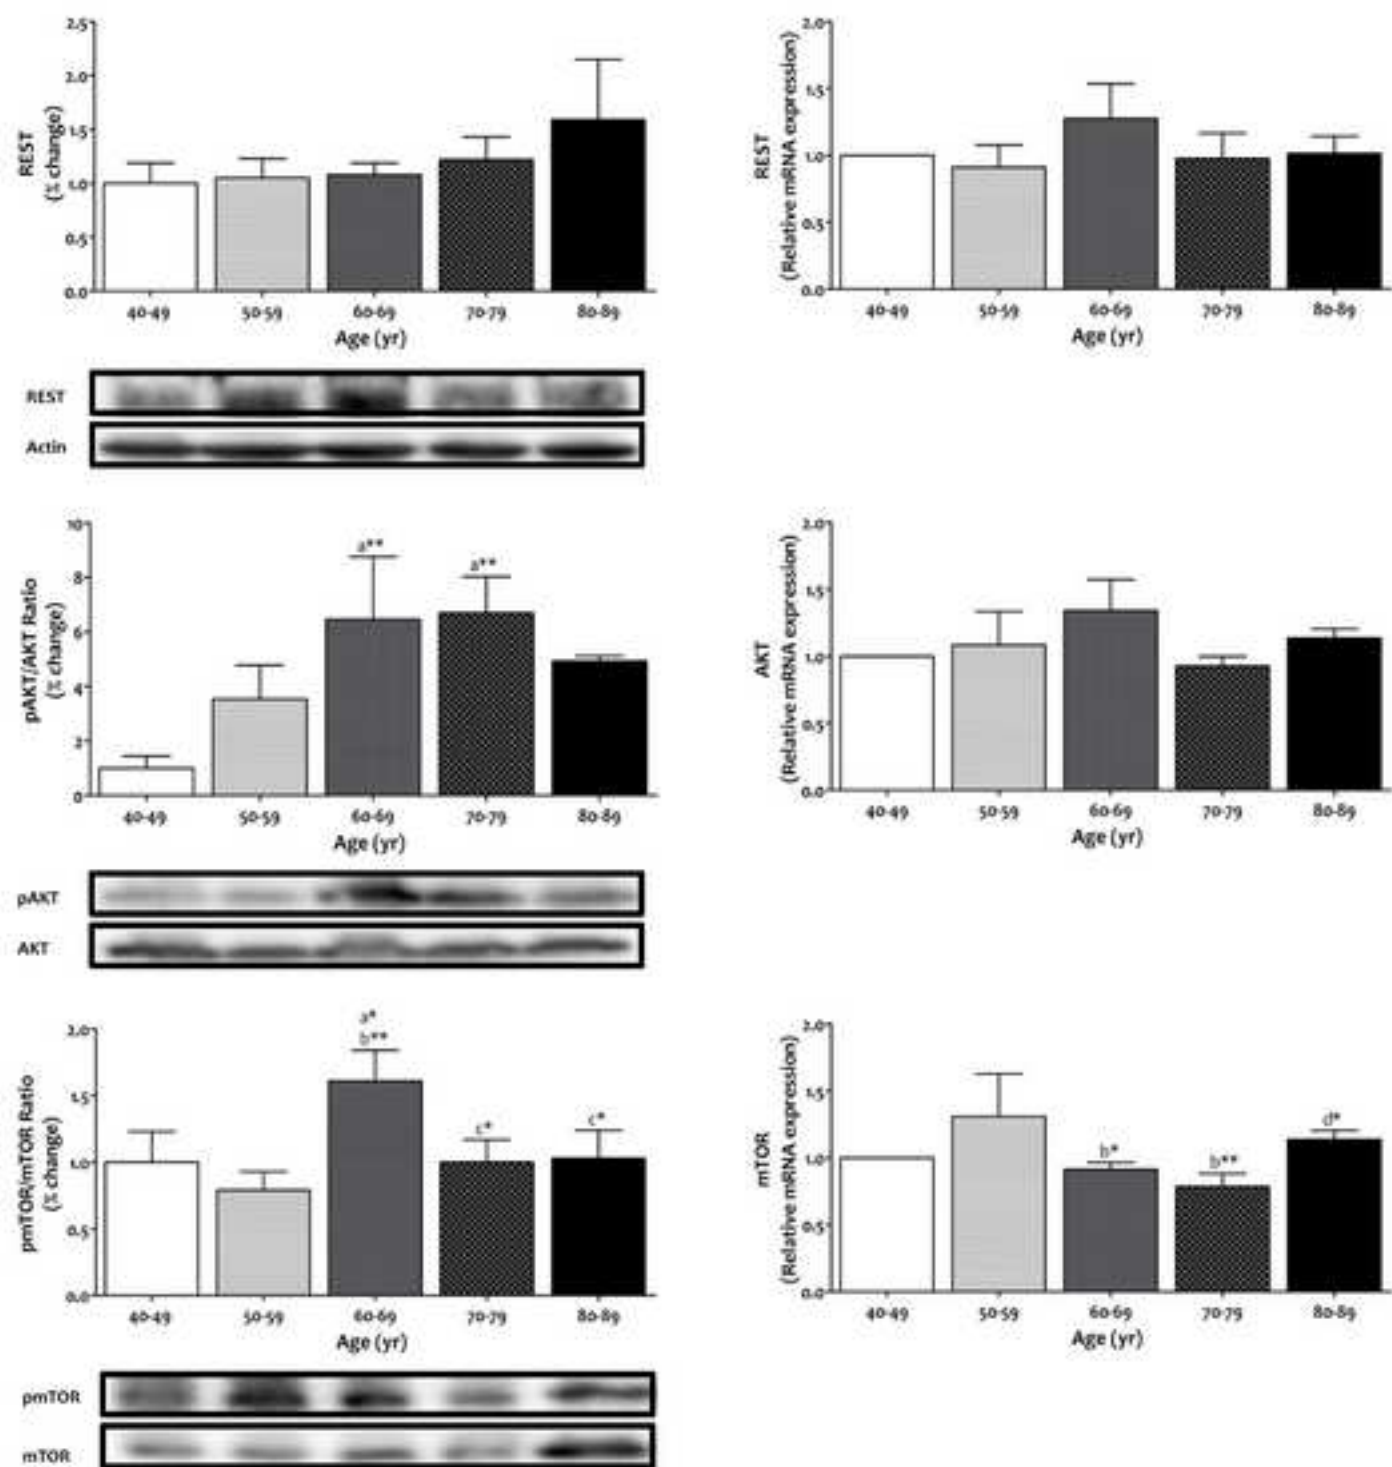 2.5
2.0
1.5
1.0
0.5
0.0
REST
(% change)
40-49 50-59 60-69 70-79 80-89
Age (yr)
2.0
1.5
1.0
0.5
0.0
REST
(Relative mRNA expression)
40-49 50-59 60-69 70-79 80-89
Age (yr)
REST
Actin
10
8
6
4
2
0
pAKT/AKT Ratio
(% change)
a** a**
40-49 50-59 60-69 70-79 80-89
Age (yr)
2.0
1.5
1.0
0.5
0.0
AKT
(Relative mRNA expression)
40-49 50-59 60-69 70-79 80-89
Age (yr)
pAKT
AKT
2.0
1.5
1.0
0.5
0.0
pmTOR/mTOR Ratio
(% change)
a*
b**
c* c*
40-49 50-59 60-69 70-79 80-89
Age (yr)
2.0
1.5
1.0
0.5
0.0
mTOR
(Relative mRNA expression)
b* b** d*
40-49 50-59 60-69 70-79 80-89
Age (yr)
pmTOR
mTOR